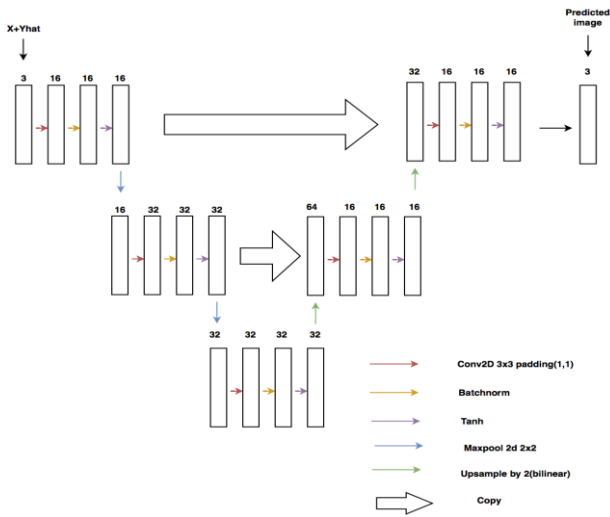 Predicted
image
X+Yhat
3 16 16 16
32 16 16 16 3
16 32 32 32
64 16 16 16
32 32 32 32
Conv2D 3x3 padding(1,1)
Batchnorm
Tanh
Maxpool 2d 2x2
Upsample by 2(bilinear)
Copy